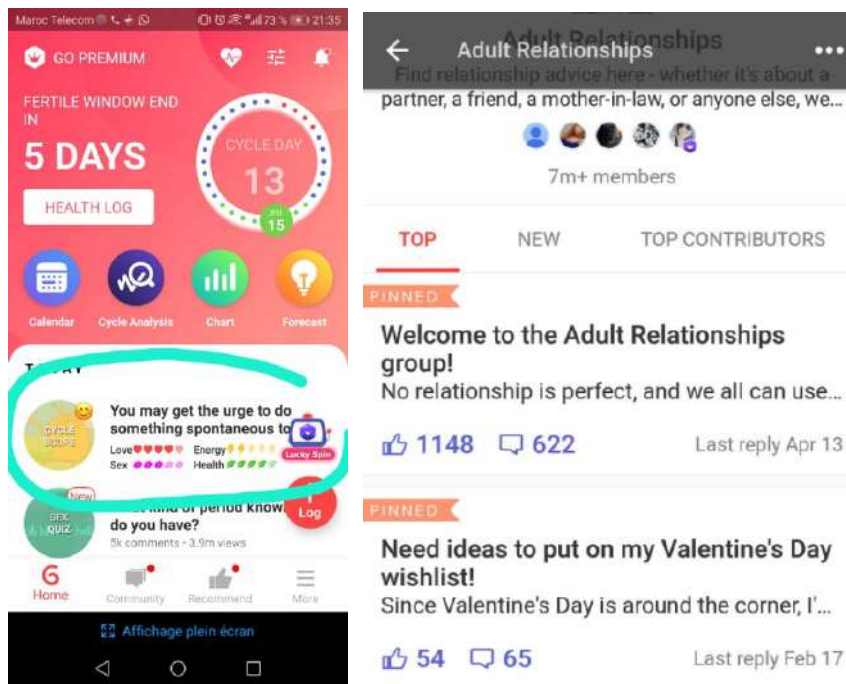 Maroc Telecom
73 % 21:35
GO PREMIUM
FERTILE WINDOW END
IN
5 DAYS
HEALTH LOG
CYCLE DAY
13
15
Calendar Cycle Analysis Chart Forecast
You may get the urge to do
something spontaneous to
Love Energy
Sex Health
Lucky Spin
CYCLE
New
SEX
QUIZ
of period know
do you have?
5k comments - 3.9m views
Log
Home Community Recommend More
Affichage plein écran
Adult Relationships
Find relationship advice here - whether it's about a
partner, a friend, a mother-in-law, or anyone else, we...
7m+ members
TOP NEW TOP CONTRIBUTORS
PINNED
Welcome to the Adult Relationships
group!
No relationship is perfect, and we all can use...
1148 622 Last reply Apr 13
PINNED
Need ideas to put on my Valentine's Day
wishlist!
Since Valentine's Day is around the corner, I'...
54 65 Last reply Feb 17